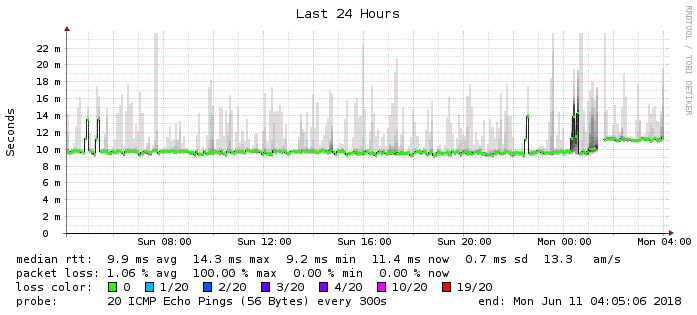 Last 24 Hours
RRDTOOL / TOBI OETIKER
Seconds
22 m
20 m
18 m
16 m
14 m
12 m
10 m
8 m
6 m
4 m
2 m
0
Sun 08:00 Sun 12:00 Sun 16:00 Sun 20:00 Mon 00:00 Mon 04:00
median rtt: 9.9 ms avg 14.3 ms max 9.2 ms min 11.4 ms now 0.7 ms sd 13.3 am/s
packet loss: 1.06 % avg 100.00 % max 0.00 % min 0.00 % now
loss color: 0 1/20 2/20 3/20 4/20 10/20 19/20
probe: 20 ICMP Echo Pings (56 Bytes) every 300s end: Mon Jun 11 04:05:06 2018